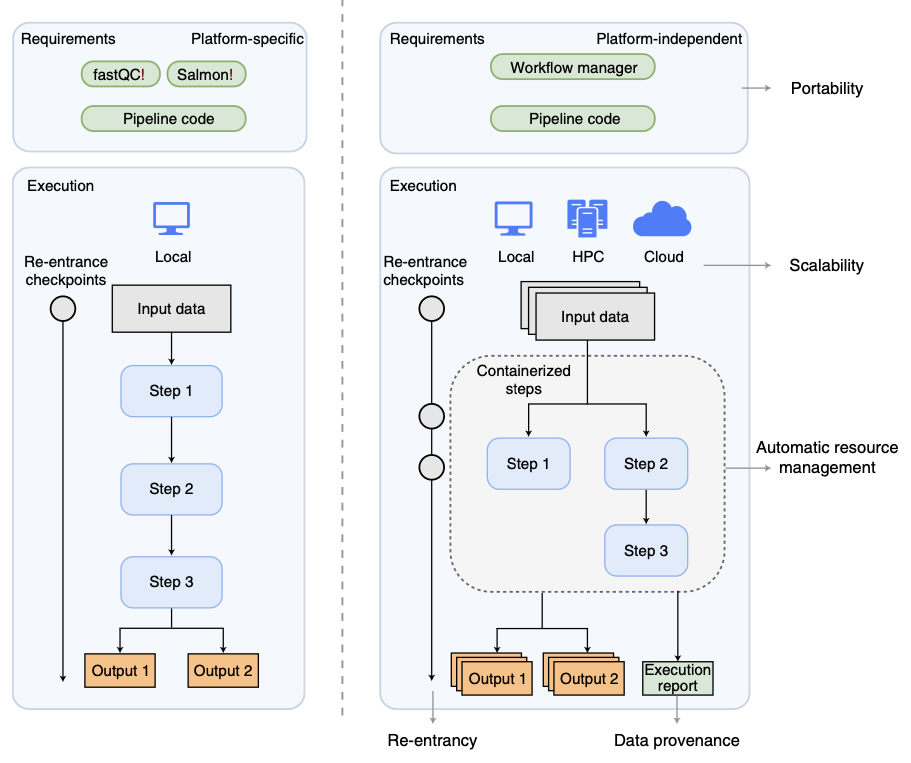 Requirements
Platform-specific
fastQC!
Salmon!
Pipeline code
Execution
Local
Re-entrance
checkpoints
Input data
Step 1
Step 2
Step 3
Output 1
Output 2
Requirements
Platform-independent
Workflow manager
Pipeline code
Portability
Execution
Local
HPC
Cloud
Scalability
Re-entrance
checkpoints
Input data
Containerized
steps
Step 1
Step 2
Step 3
Automatic resource
management
Output 1
Output 2
Execution
report
Re-entrancy
Data provenance